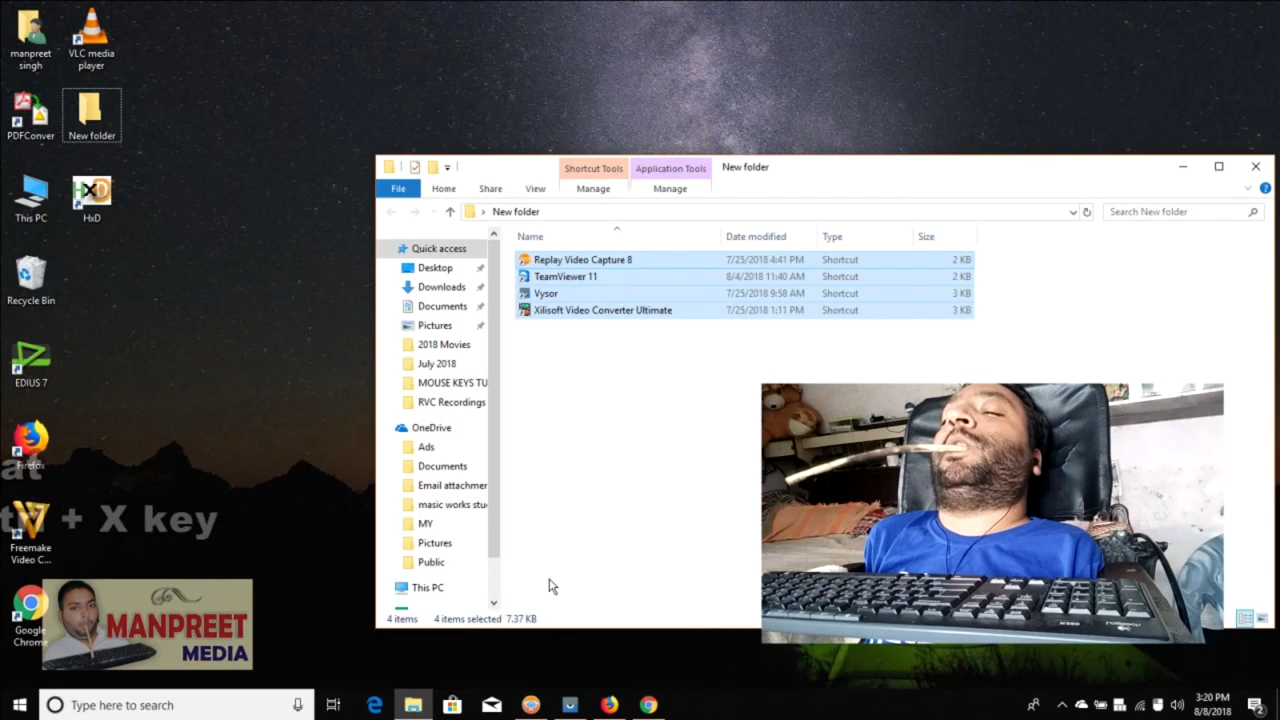 manpreet
singh
VLC media
player
PDFConver
New folder
This PC
HxD
HxD
Recycle Bin
EDIUS 7
Firefox
at
+ X key
Freemake
Video C...
Google
Chrome
MANPREET
MEDIA
Shortcut Tools
Application Tools
New folder
File
Home
Share
View
Manage
Manage
New folder
Search New folder
Quick access
Desktop
Downloads
Documents
Pictures
2018 Movies
July 2018
MOUSE KEYS TU
RVC Recordings
OneDrive
Ads
Documents
Email attachmer
masic works stu
MY
Pictures
Public
This PC
Name Date modified Type Size
Replay Video Capture 8 7/25/2018 4:41 PM Shortcut 2 KB
TeamViewer 11 8/4/2018 11:40 AM Shortcut 2 KB
Vysor 7/25/2018 9:58 AM Shortcut 3 KB
Xilisoft Video Converter Ultimate 7/25/2018 1:11 PM Shortcut 3 KB
4 items 4 items selected 7.37 KB
Type here to search
3:20 PM
8/8/2018
2